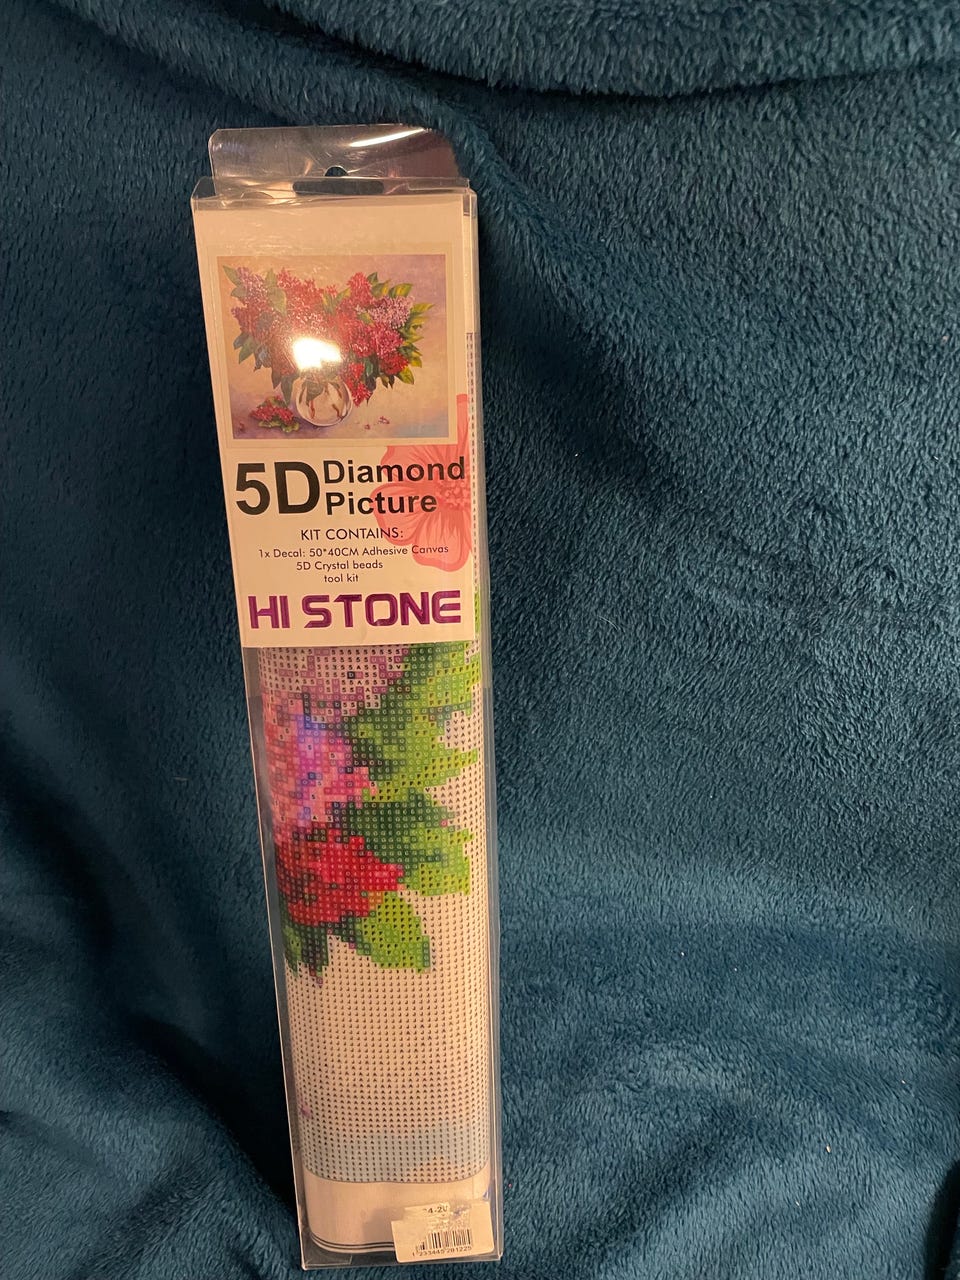 5D Diamond
Picture
KIT CONTAINS:
1x Decal: 50*40CM Adhesive Canvas
5D Crystal beads
tool kit
HI STONE